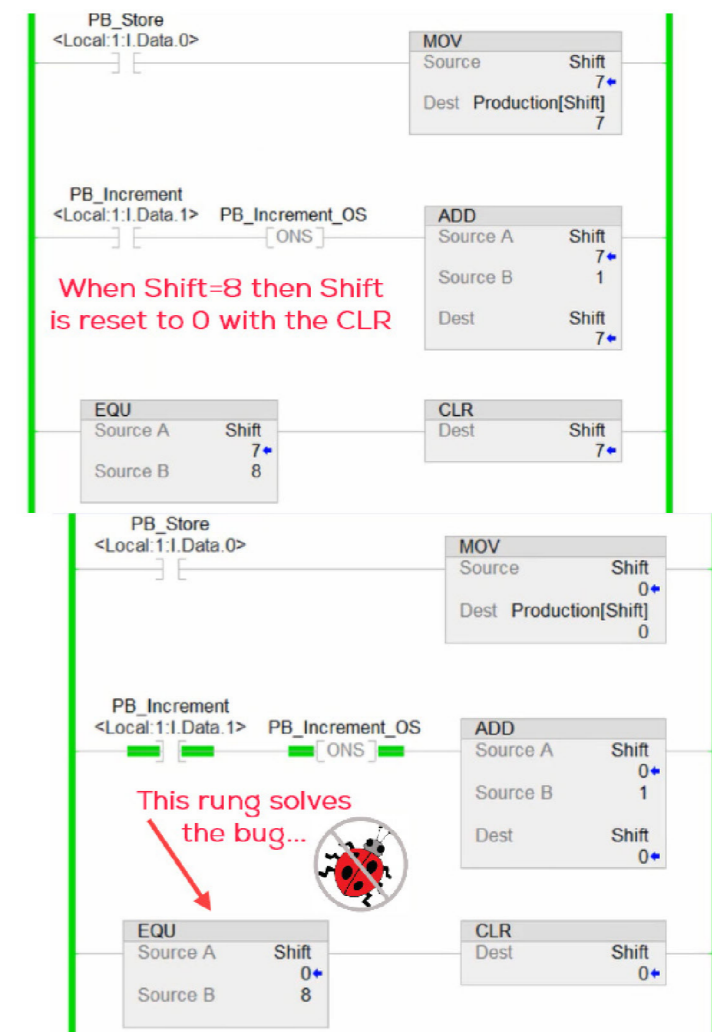 PB_Store
<Local:1:I.Data.0>
MOV
Source Shift
7
Dest Production[Shift]
7
PB_Increment
<Local:1:I.Data.1> PB_Increment_OS
ONS
ADD
Source A Shift
7
Source B 1
Dest Shift
7
When Shift=8 then Shift
is reset to 0 with the CLR
EQU
Source A Shift
7
Source B 8
CLR
Dest Shift
7
PB_Store
<Local:1:I.Data.0>
MOV
Source Shift
0
Dest Production[Shift]
0
PB_Increment
<Local:1:I.Data.1> PB_Increment_OS
ONS
ADD
Source A Shift
0
Source B 1
Dest Shift
0
This rung solves
the bug...
EQU
Source A Shift
0
Source B 8
CLR
Dest Shift
0